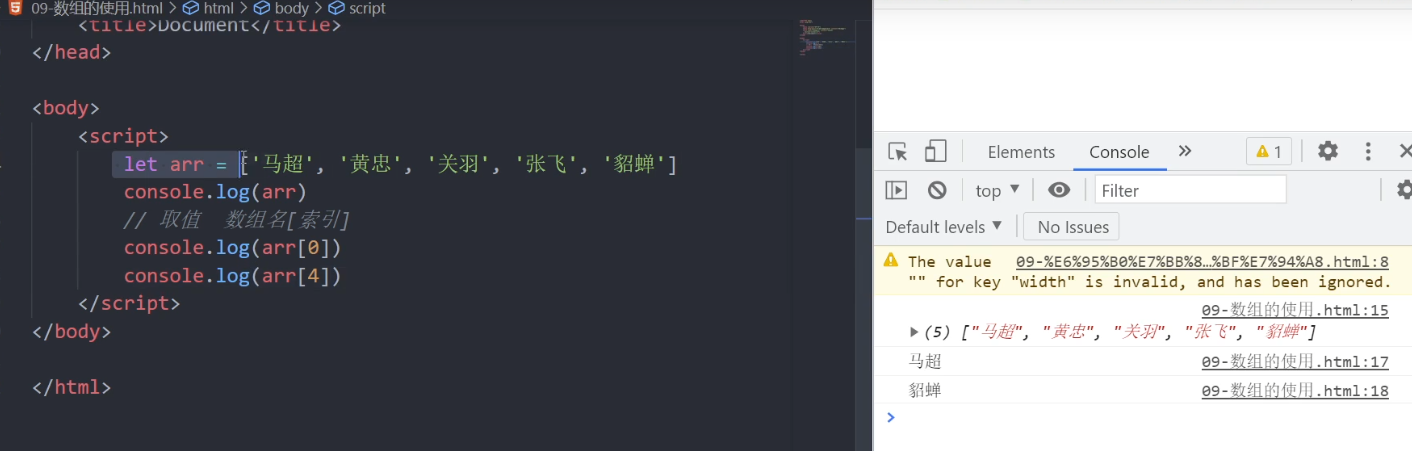 09-数组的使用.html > html > body > script
<title>Document</title>
</head>
<body>
<script>
let arr = ['马超', '黄忠', '关羽', '张飞', '貂蝉']
console.log(arr)
// 取值 数组名[索引]
console.log(arr[0])
console.log(arr[4])
</script>
</body>
</html>
Elements Console » 1
top ▼ Filter
Default levels ▼ No Issues
The value 09-%E6%95%B0%E7%BB%8…%BF%E7%94%A8.html:8
"" for key "width" is invalid, and has been ignored.
09-数组的使用.html:15
(5) ["马超", "黄忠", "关羽", "张飞", "貂蝉"]
马超 09-数组的使用.html:17
貂蝉 09-数组的使用.html:18
>